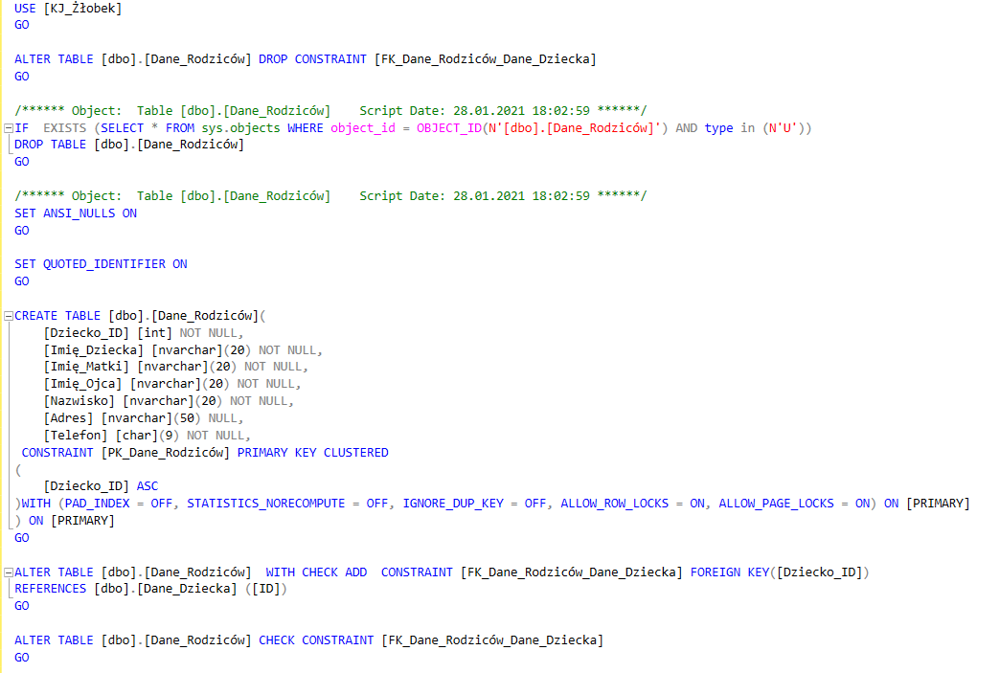 USE [KJ_Żłobek]
GO
ALTER TABLE [dbo].[Dane_Rodziców] DROP CONSTRAINT [FK_Dane_Rodziców_Dane_Dziecka]
GO
/****** Object:  Table [dbo].[Dane_Rodziców]    Script Date: 28.01.2021 18:02:59 ******/
IF  EXISTS (SELECT * FROM sys.objects WHERE object_id = OBJECT_ID(N'[dbo].[Dane_Rodziców]') AND type in (N'U'))
DROP TABLE [dbo].[Dane_Rodziców]
GO
/****** Object:  Table [dbo].[Dane_Rodziców]    Script Date: 28.01.2021 18:02:59 ******/
SET ANSI_NULLS ON
GO
SET QUOTED_IDENTIFIER ON
GO
CREATE TABLE [dbo].[Dane_Rodziców](
[Dziecko_ID] [int] NOT NULL,
[Imię_Dziecka] [nvarchar](20) NOT NULL,
[Imię_Matki] [nvarchar](20) NOT NULL,
[Imię_Ojca] [nvarchar](20) NOT NULL,
[Nazwisko] [nvarchar](20) NOT NULL,
[Adres] [nvarchar](50) NULL,
[Telefon] [char](9) NOT NULL,
CONSTRAINT [PK_Dane_Rodziców] PRIMARY KEY CLUSTERED
(
[Dziecko_ID] ASC
)WITH (PAD_INDEX = OFF, STATISTICS_NORECOMPUTE = OFF, IGNORE_DUP_KEY = OFF, ALLOW_ROW_LOCKS = ON, ALLOW_PAGE_LOCKS = ON) ON [PRIMARY]
) ON [PRIMARY]
GO
ALTER TABLE [dbo].[Dane_Rodziców]  WITH CHECK ADD  CONSTRAINT [FK_Dane_Rodziców_Dane_Dziecka] FOREIGN KEY([Dziecko_ID])
REFERENCES [dbo].[Dane_Dziecka] ([ID])
GO
ALTER TABLE [dbo].[Dane_Rodziców] CHECK CONSTRAINT [FK_Dane_Rodziców_Dane_Dziecka]
GO